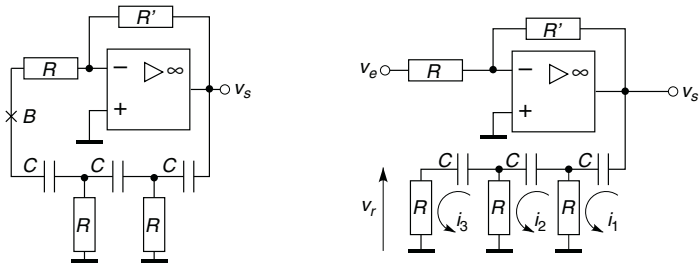 R'
R
− ▷ ∞
+
v_s
B
C C C
R R
R'
v_e R
− ▷ ∞
+
v_s
C C C
v_r R i_3 R i_2 R i_1